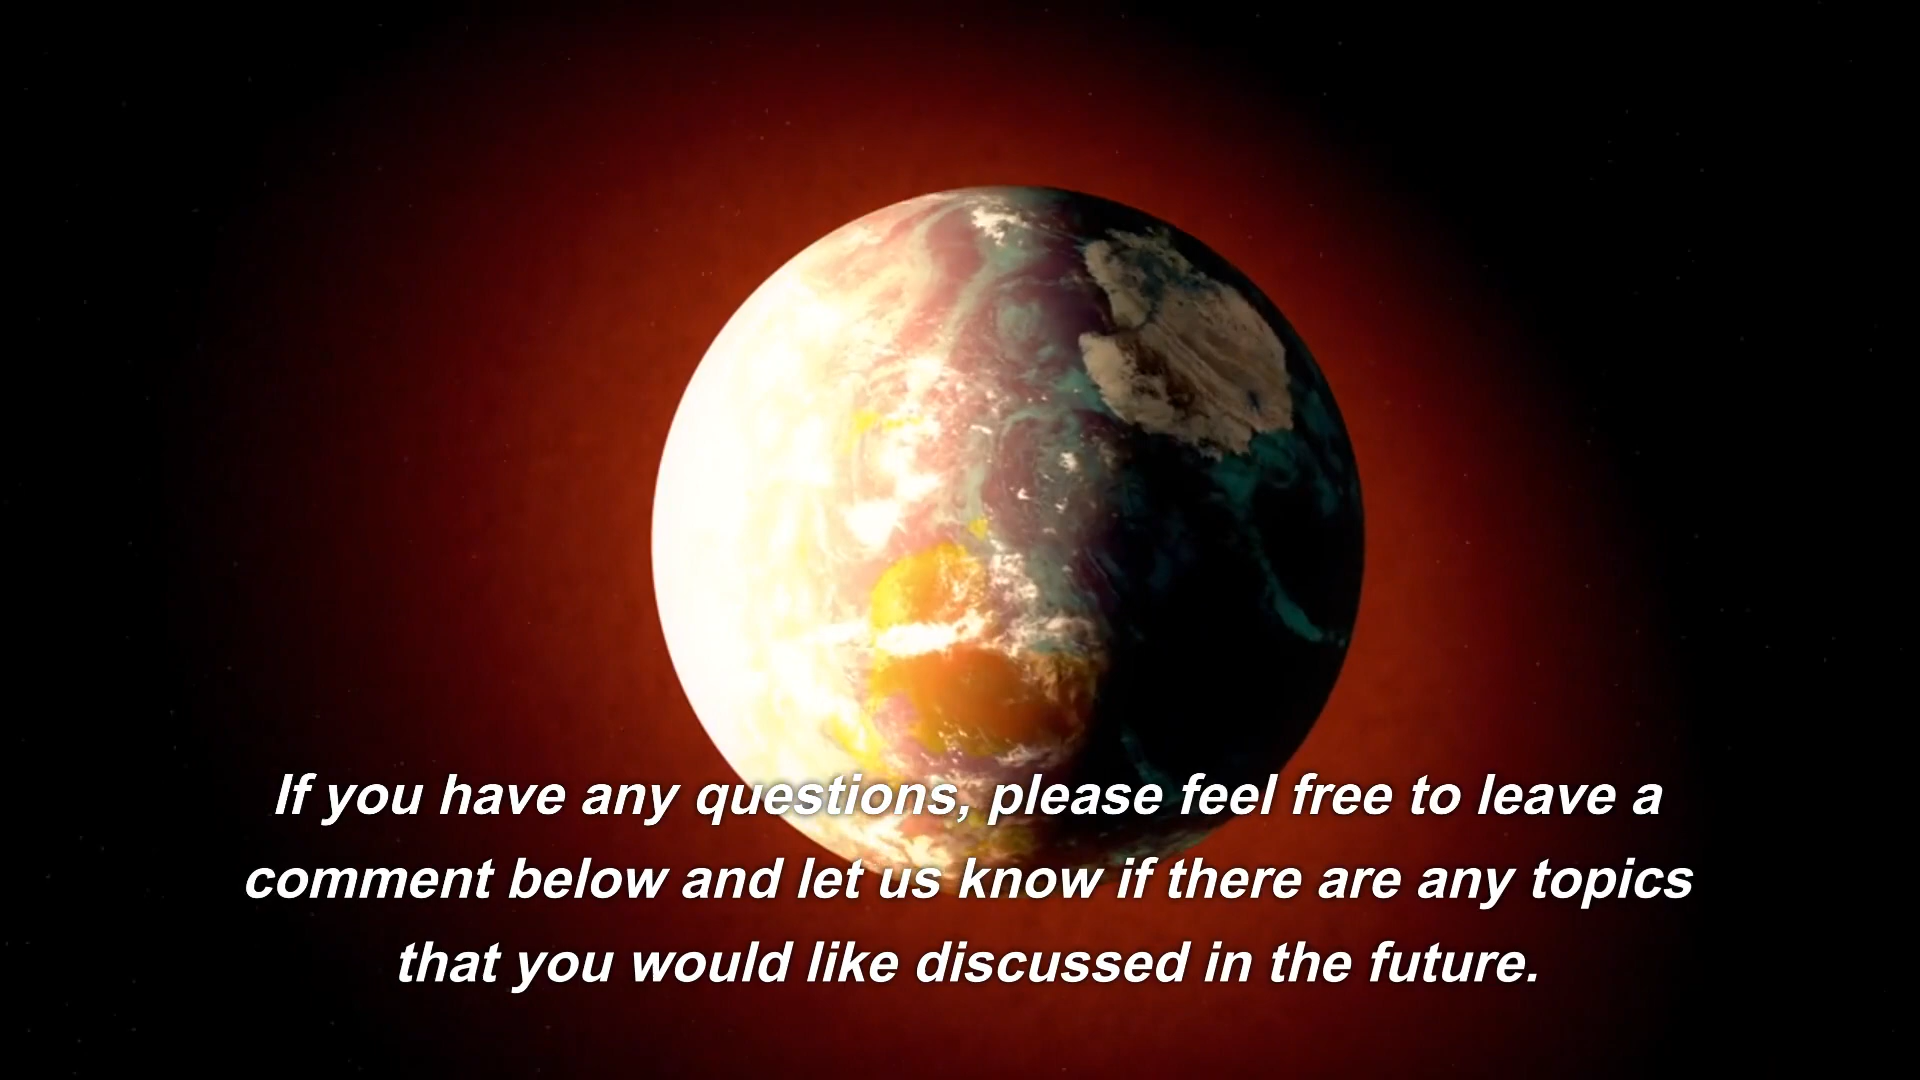 If you have any questions, please feel free to leave a
comment below and let us know if there are any topics
that you would like discussed in the future.